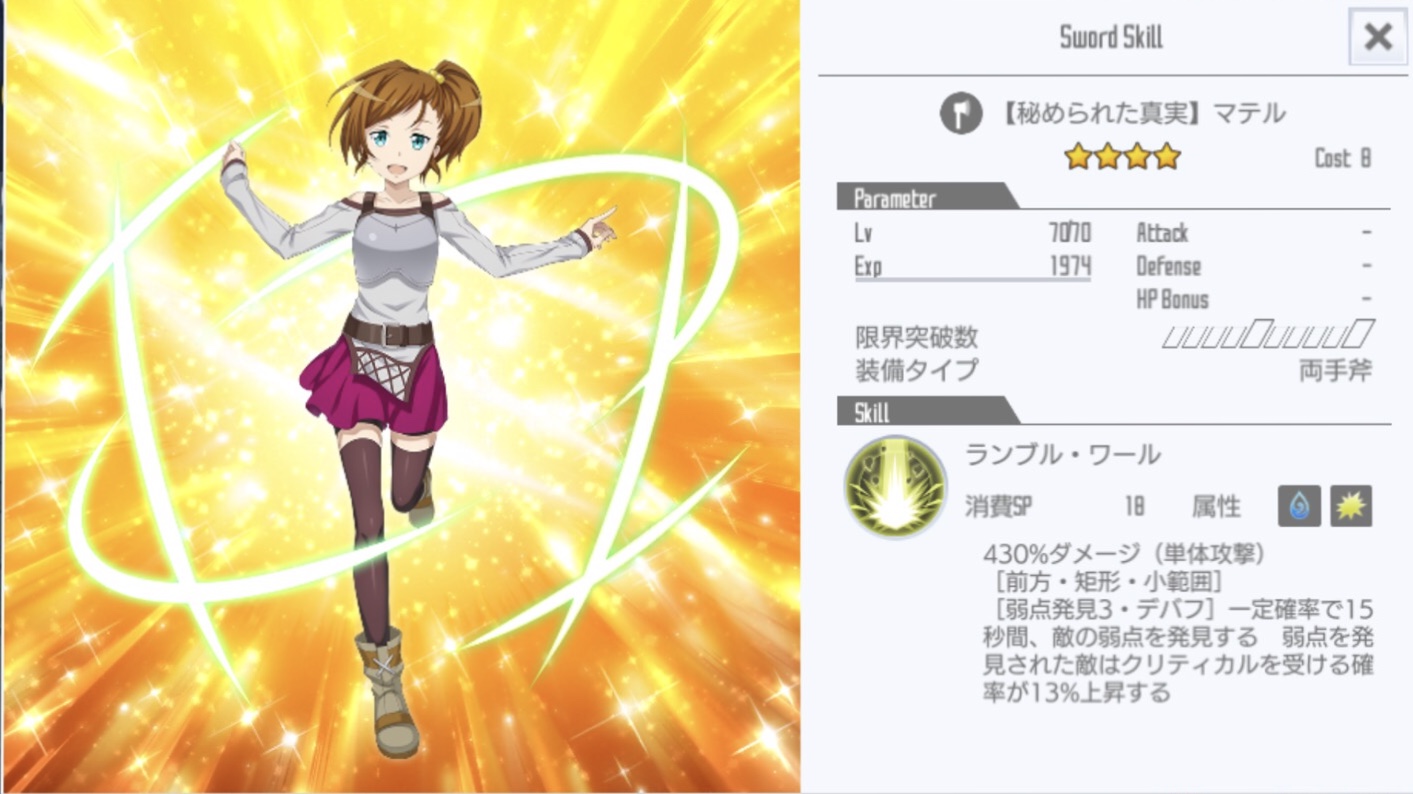 Sword Skill
【秘められた真実】マテル
Cost 8
Parameter
Lv 70/70 Attack -
Exp 1974 Defense -
HP Bonus -
限界突破数
装備タイプ 両手斧
Skill
ランブル・ワール
消費SP 18 属性
430%ダメージ（単体攻撃）
［前方・矩形・小範囲］
［弱点発見3・デバフ］一定確率で15
秒間、敵の弱点を発見する　弱点を発
見された敵はクリティカルを受ける確
率が13%上昇する